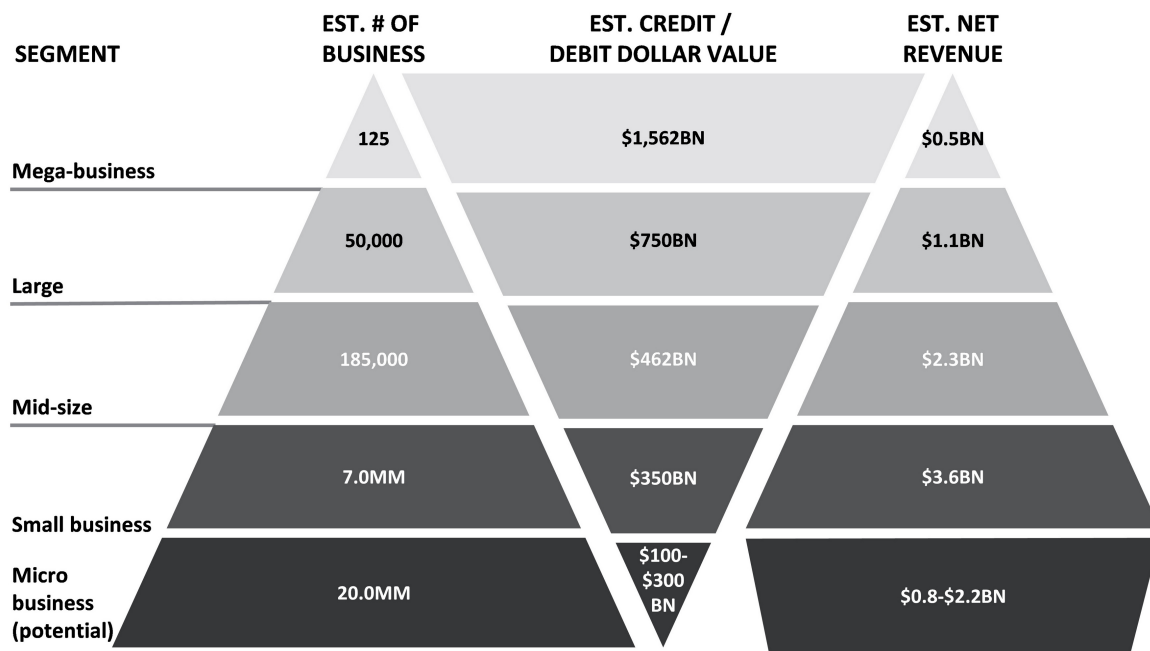 SEGMENT
EST. # OF
BUSINESS
EST. CREDIT /
DEBIT DOLLAR VALUE
EST. NET
REVENUE
Mega-business
125
$1,562BN
$0.5BN
Large
50,000
$750BN
$1.1BN
Mid-size
185,000
$462BN
$2.3BN
Small business
7.0MM
$350BN
$3.6BN
Micro
business
(potential)
20.0MM
$100-
$300
BN
$0.8-$2.2BN